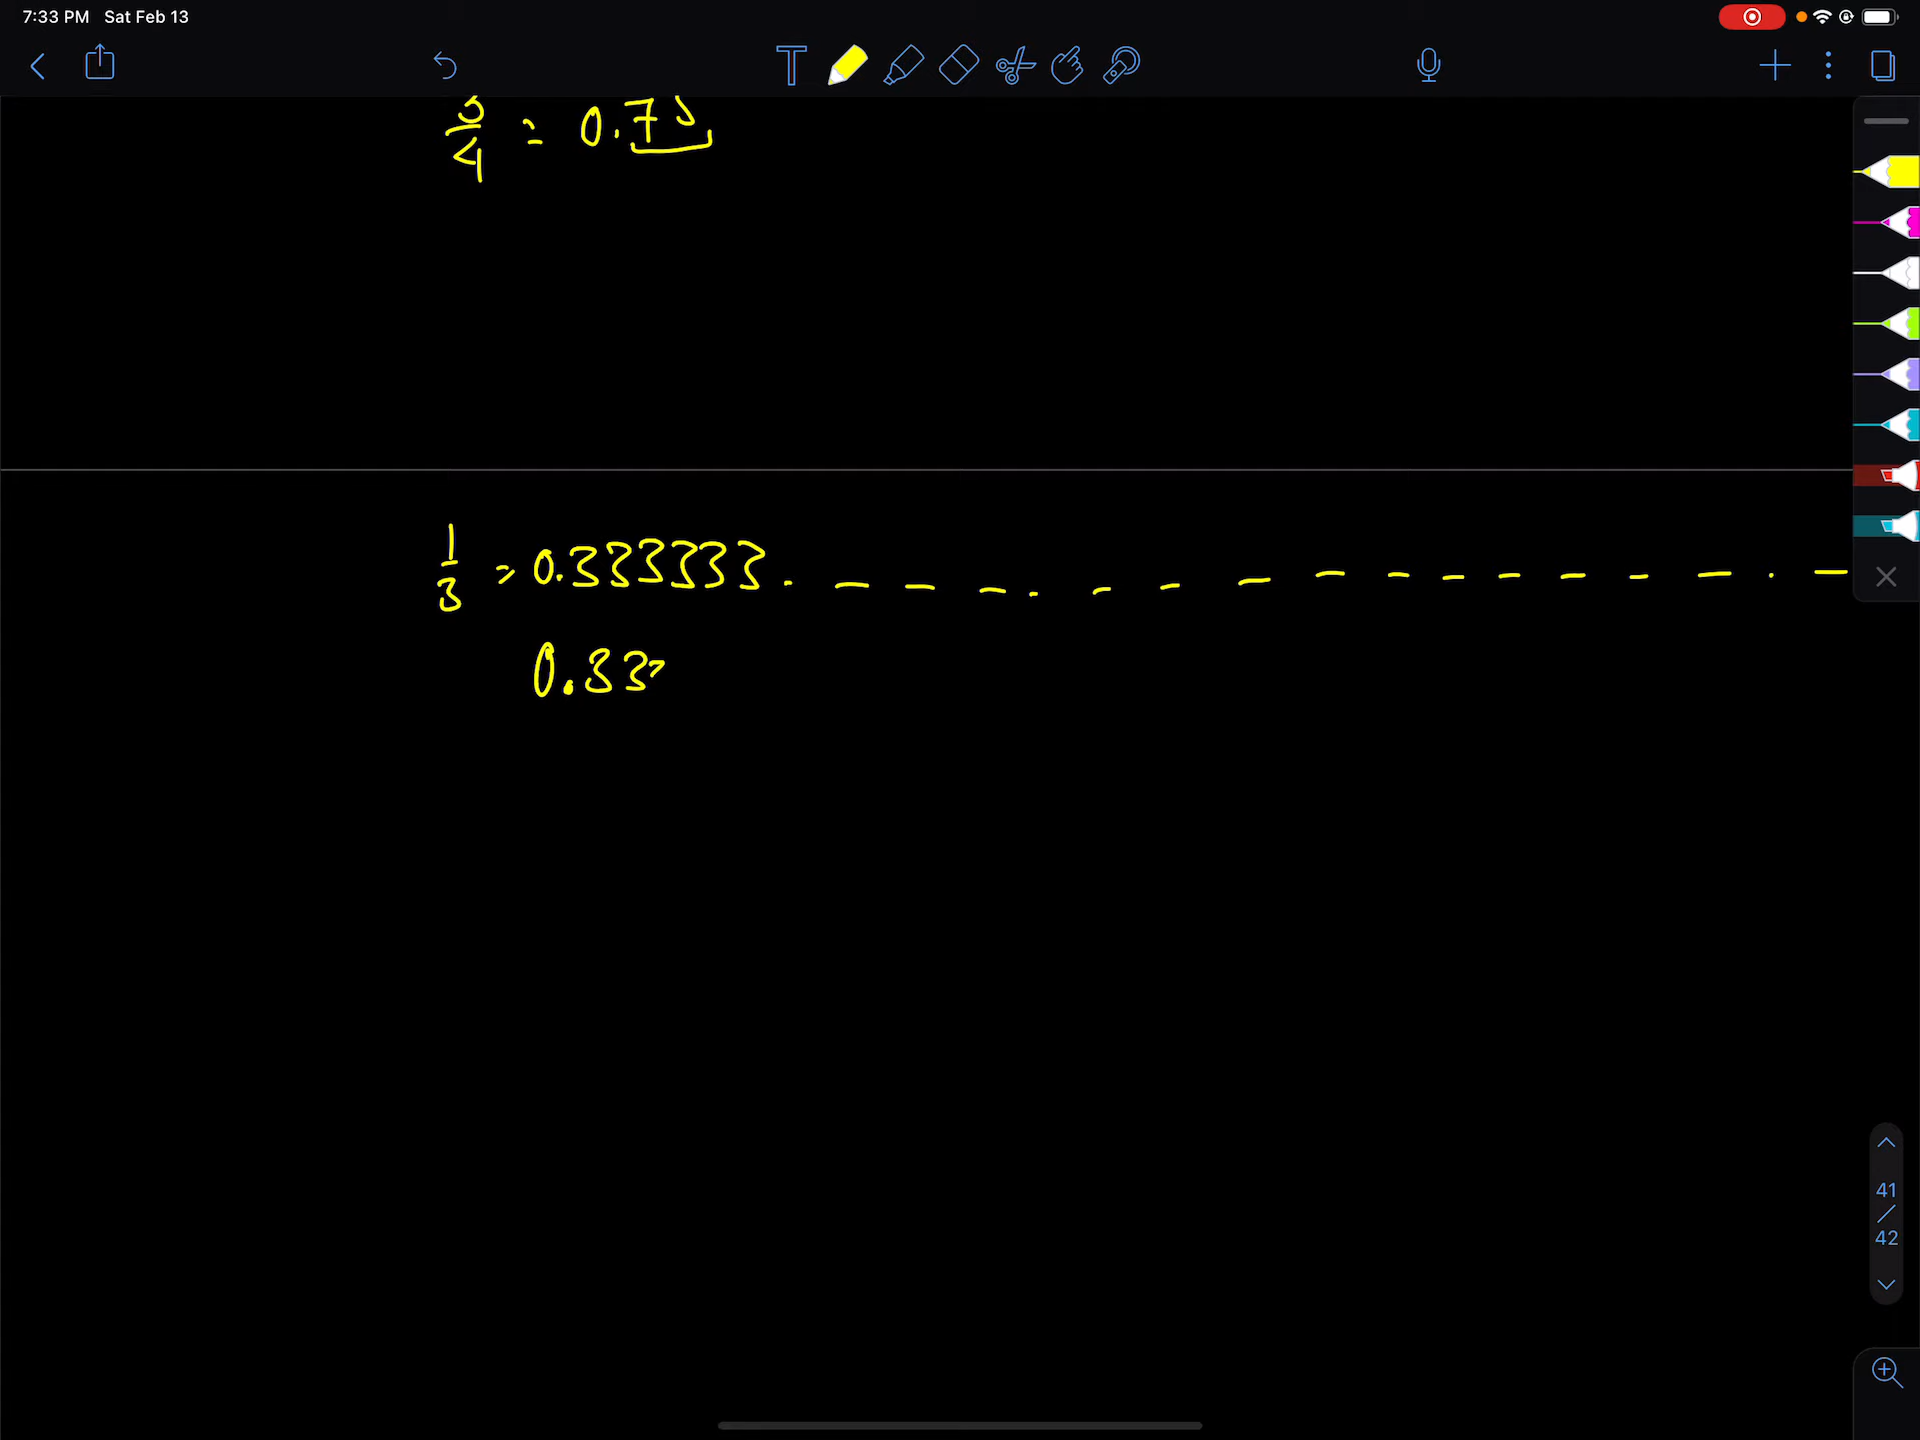 7:33 PM Sat Feb 13
T
3/4 = 0.75
1/3 = 0.333333. _ _ _ . _ _ _ _ _ _ _ _ _ _ . _
0.33
41
/
42